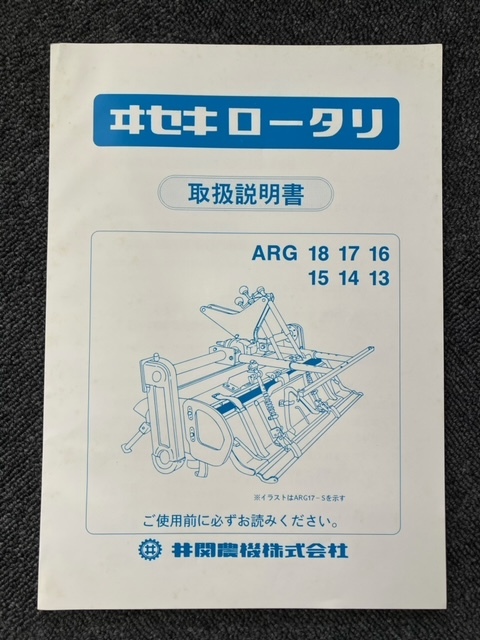 ヰセキ ロータリ
取扱説明書
ARG 18 17 16
15 14 13
※イラストはARG17-Sを示す
ご使用前に必ずお読みください。
井関農機株式会社